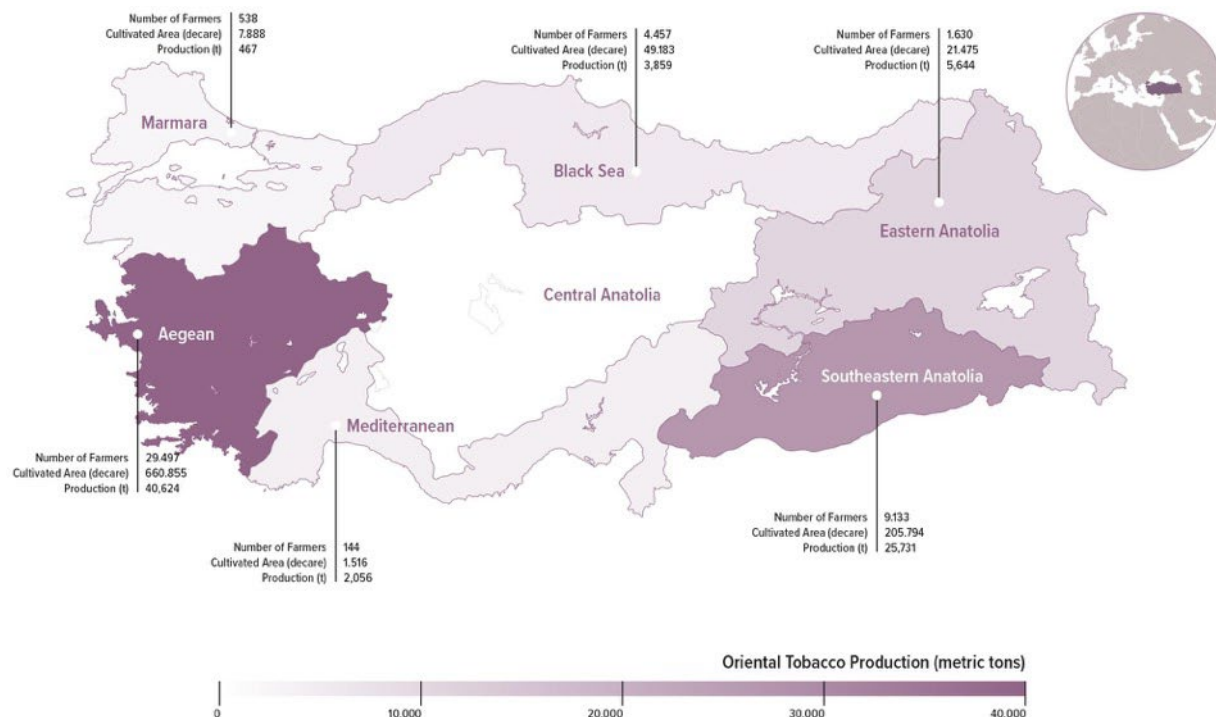 Number of Farmers 538
Cultivated Area (decare) 7.888
Production (t) 467
Number of Farmers 4.457
Cultivated Area (decare) 49.183
Production (t) 3,859
Number of Farmers 1.630
Cultivated Area (decare) 21.475
Production (t) 5,644
Marmara
Black Sea
Eastern Anatolia
Central Anatolia
Aegean
Southeastern Anatolia
Mediterranean
Number of Farmers 29.497
Cultivated Area (decare) 660.855
Production (t) 40,624
Number of Farmers 9.133
Cultivated Area (decare) 205.794
Production (t) 25,731
Number of Farmers 144
Cultivated Area (decare) 1.516
Production (t) 2,056
Oriental Tobacco Production (metric tons)
0 10.000 20.000 30.000 40.000